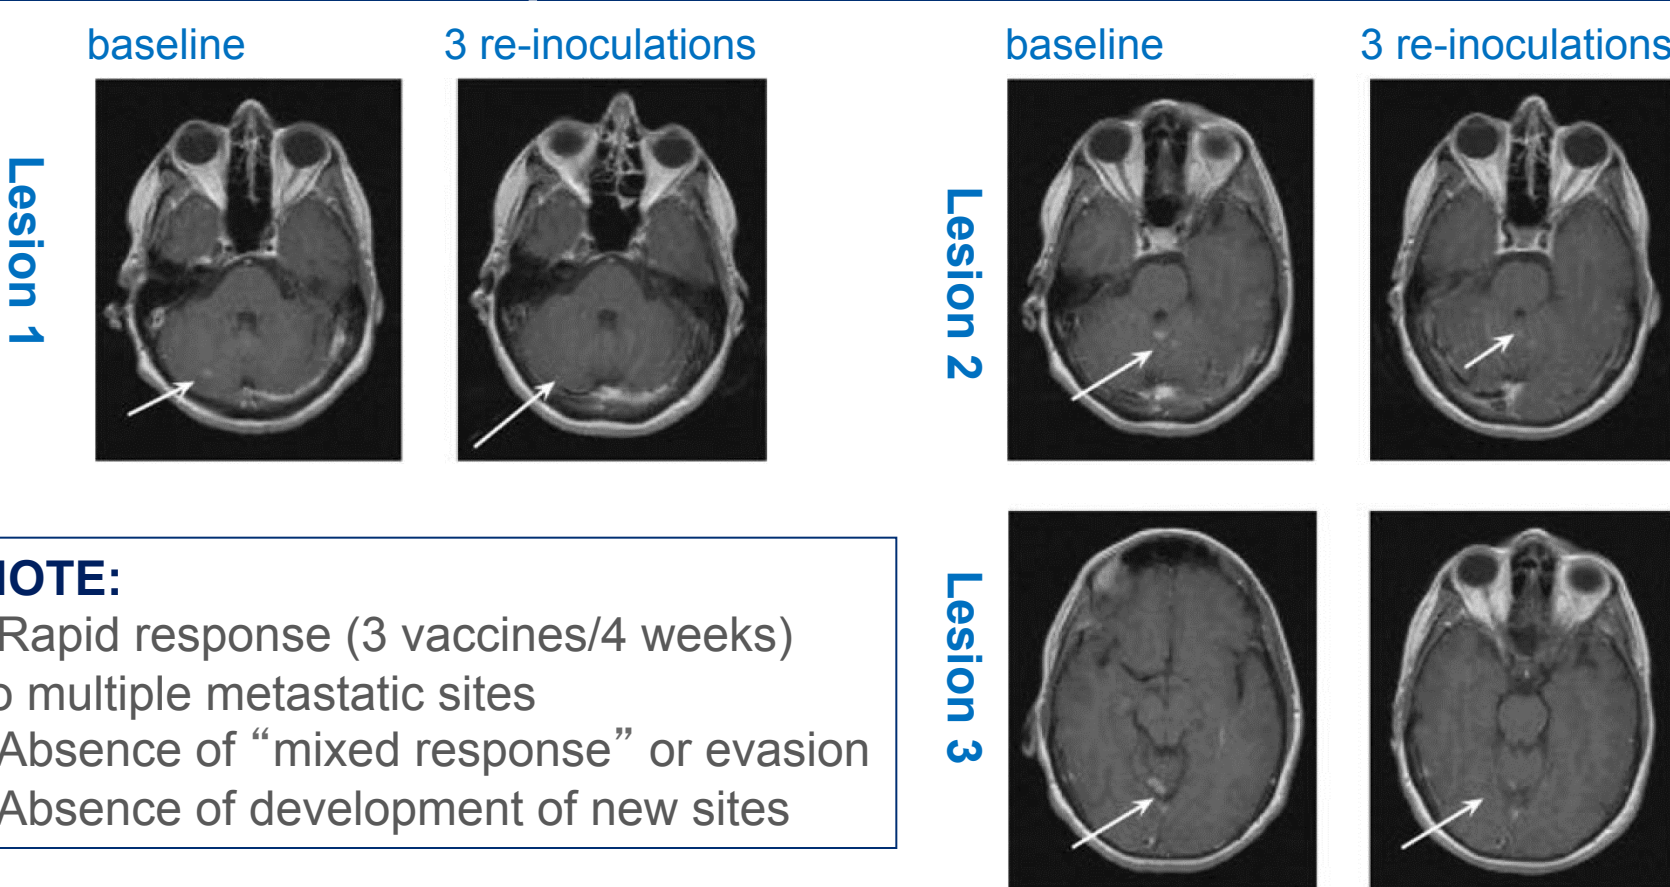 baseline 3 re-inoculations baseline 3 re-inoculations
Lesion 1
Lesion 2
Lesion 3
OTE:
Rapid response (3 vaccines/4 weeks)
o multiple metastatic sites
Absence of “mixed response” or evasion
Absence of development of new sites